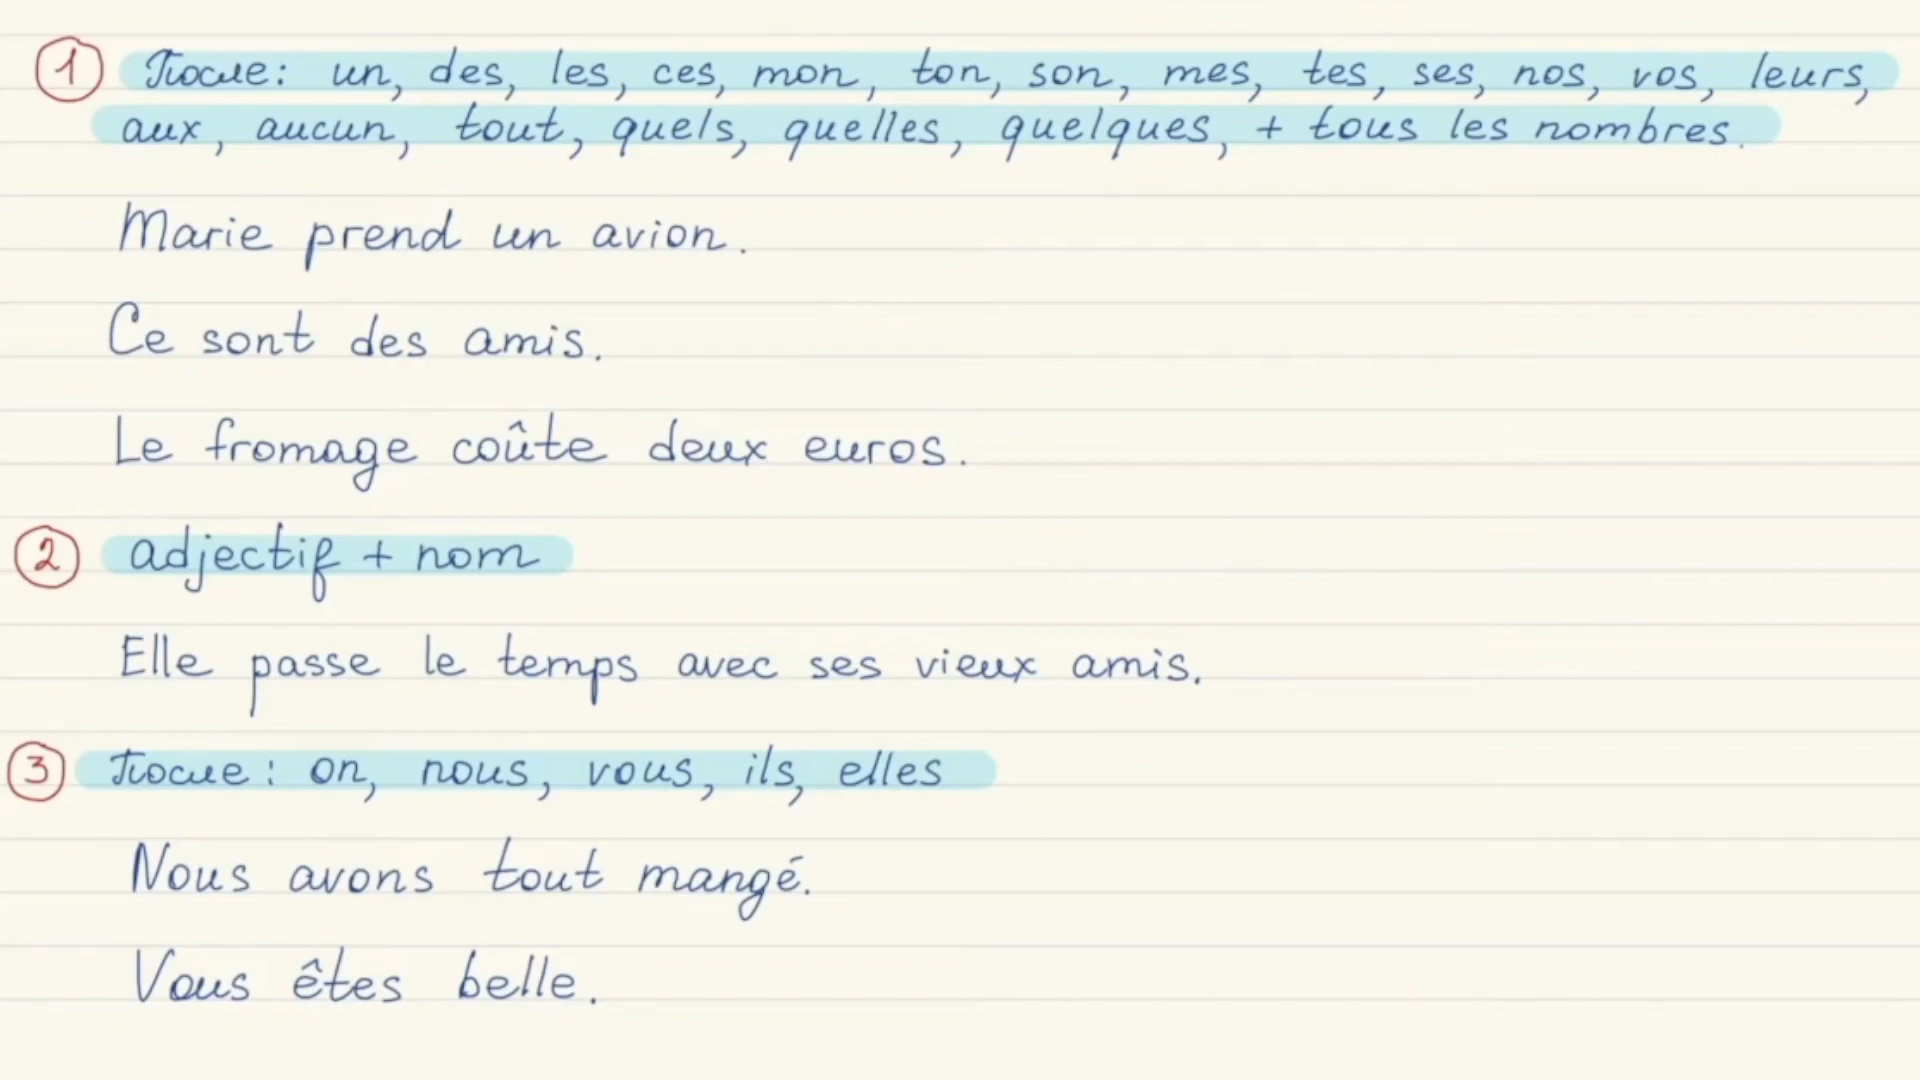 1 После: un, des, les, ces, mon, ton, son, mes, tes, ses, nos, vos, leurs,
aux, aucun, tout, quels, quelles, quelques, + tous les nombres.
Marie prend un avion.
Ce sont des amis.
Le fromage coûte deux euros.
2 adjectif + nom
Elle passe le temps avec ses vieux amis.
3 После: on, nous, vous, ils, elles
Nous avons tout mangé.
Vous êtes belle.